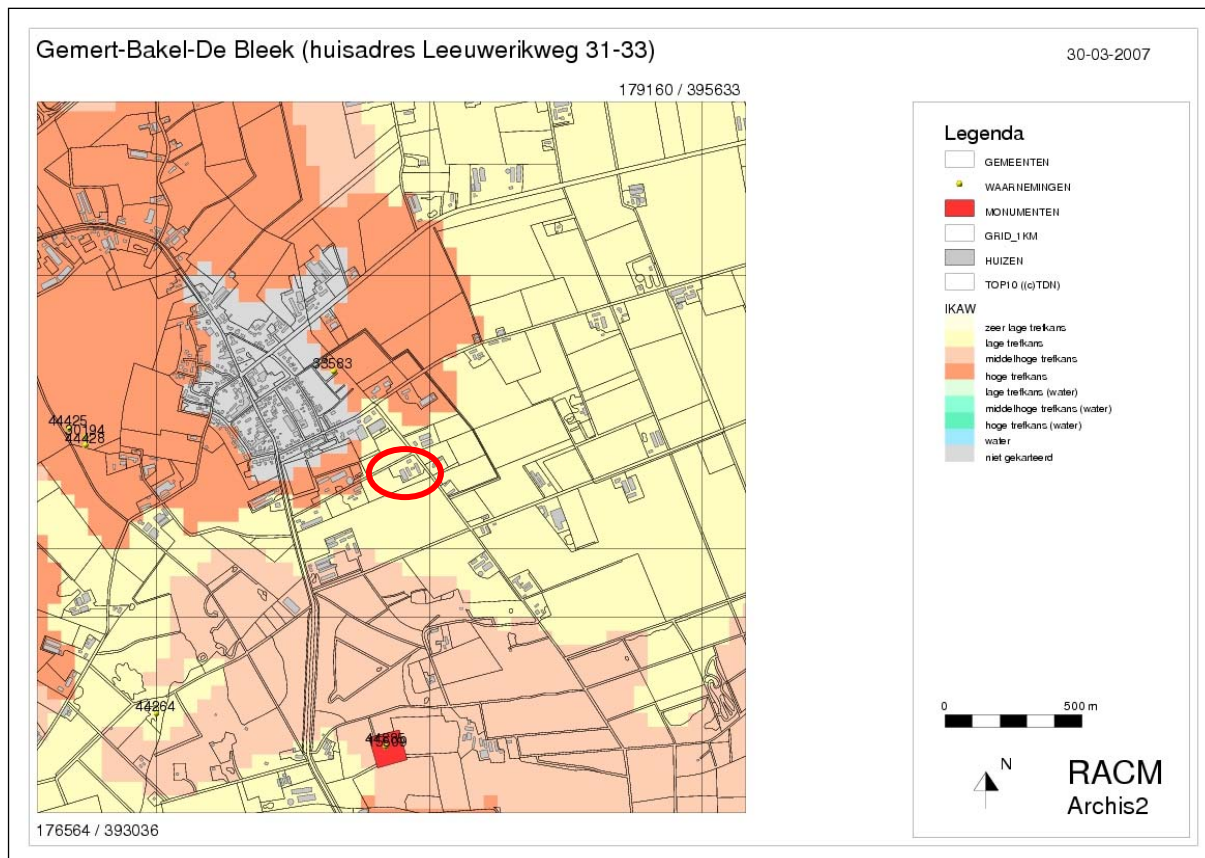 Gemert-Bakel-De Bleek (huisadres Leeuwerikweg 31-33)
30-03-2007
179160 / 395633
33583
44425
30194
44428
44264
176564 / 393036
Legenda
GEMEENTEN
WAARNEMINGEN
MONUMENTEN
GRID_1KM
HUIZEN
TOP10 ((c)TDN)
IKAW
zeer lage trefkans
lage trefkans
middelhoge trefkans
hoge trefkans
lage trefkans (water)
middelhoge trefkans (water)
hoge trefkans (water)
water
niet gekarteerd
0 500 m
N
RACM
Archis2